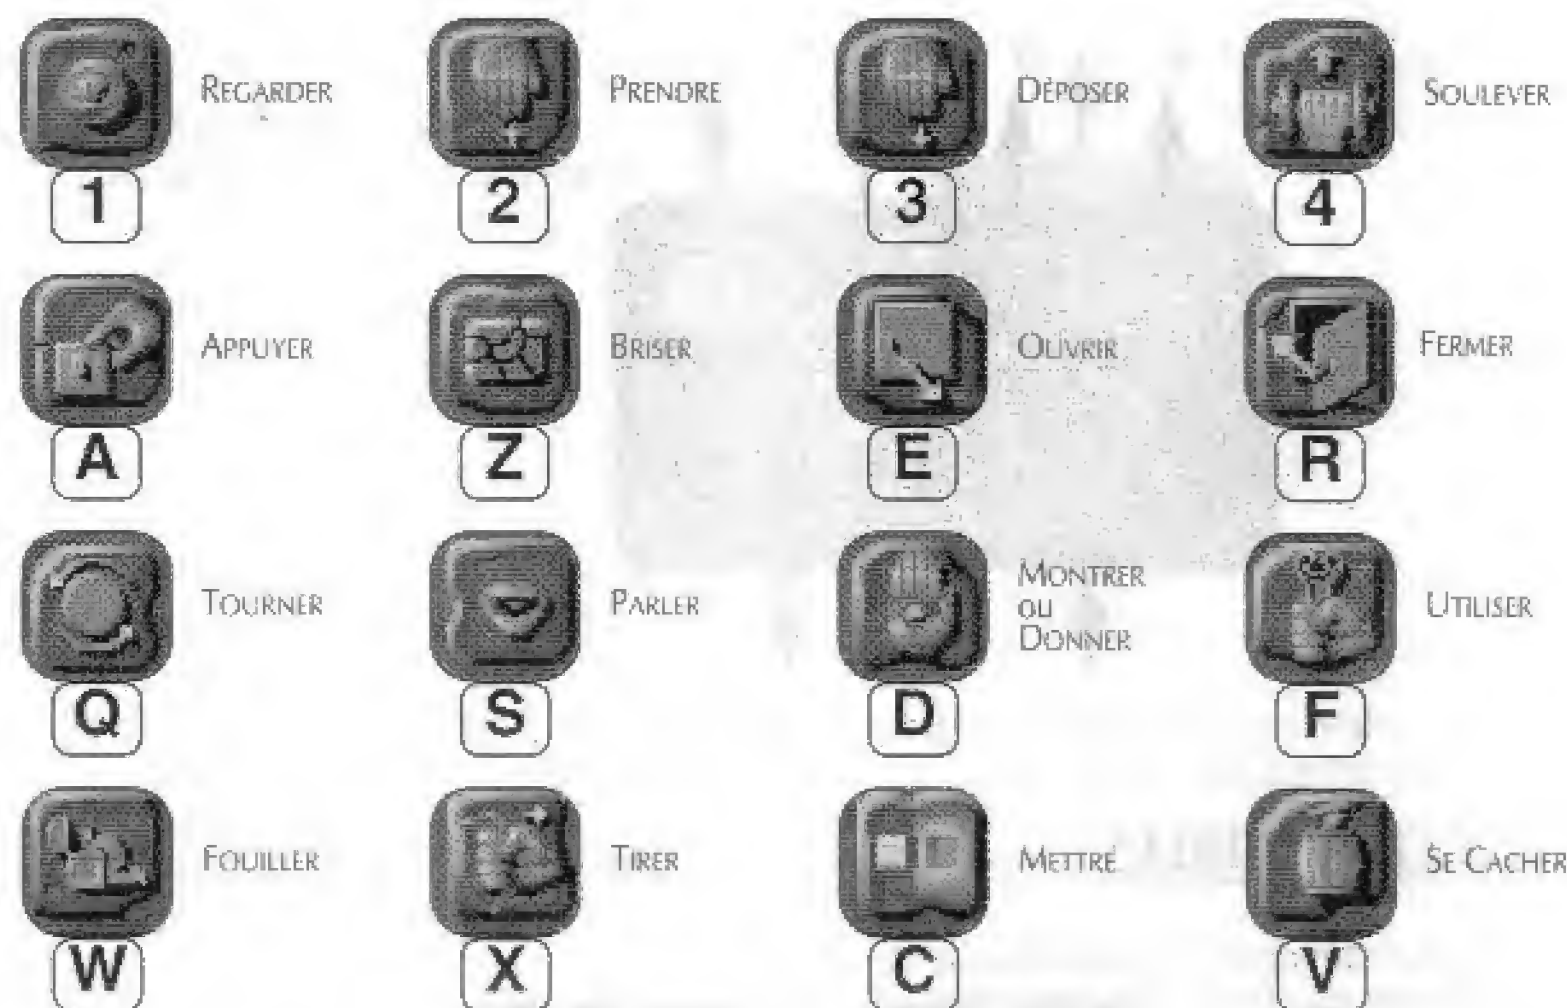 REGARDER
1
PRENDRE
2
DÉPOSER
3
SOULEVER
4
APPUYER
A
BRISER
Z
OUVRIR
E
FERMER
R
TOURNER
Q
PARLER
S
MONTRER
OU
DONNER
D
UTILISER
F
FOUILLER
W
TIRER
X
METTRE
C
SE CACHER
V